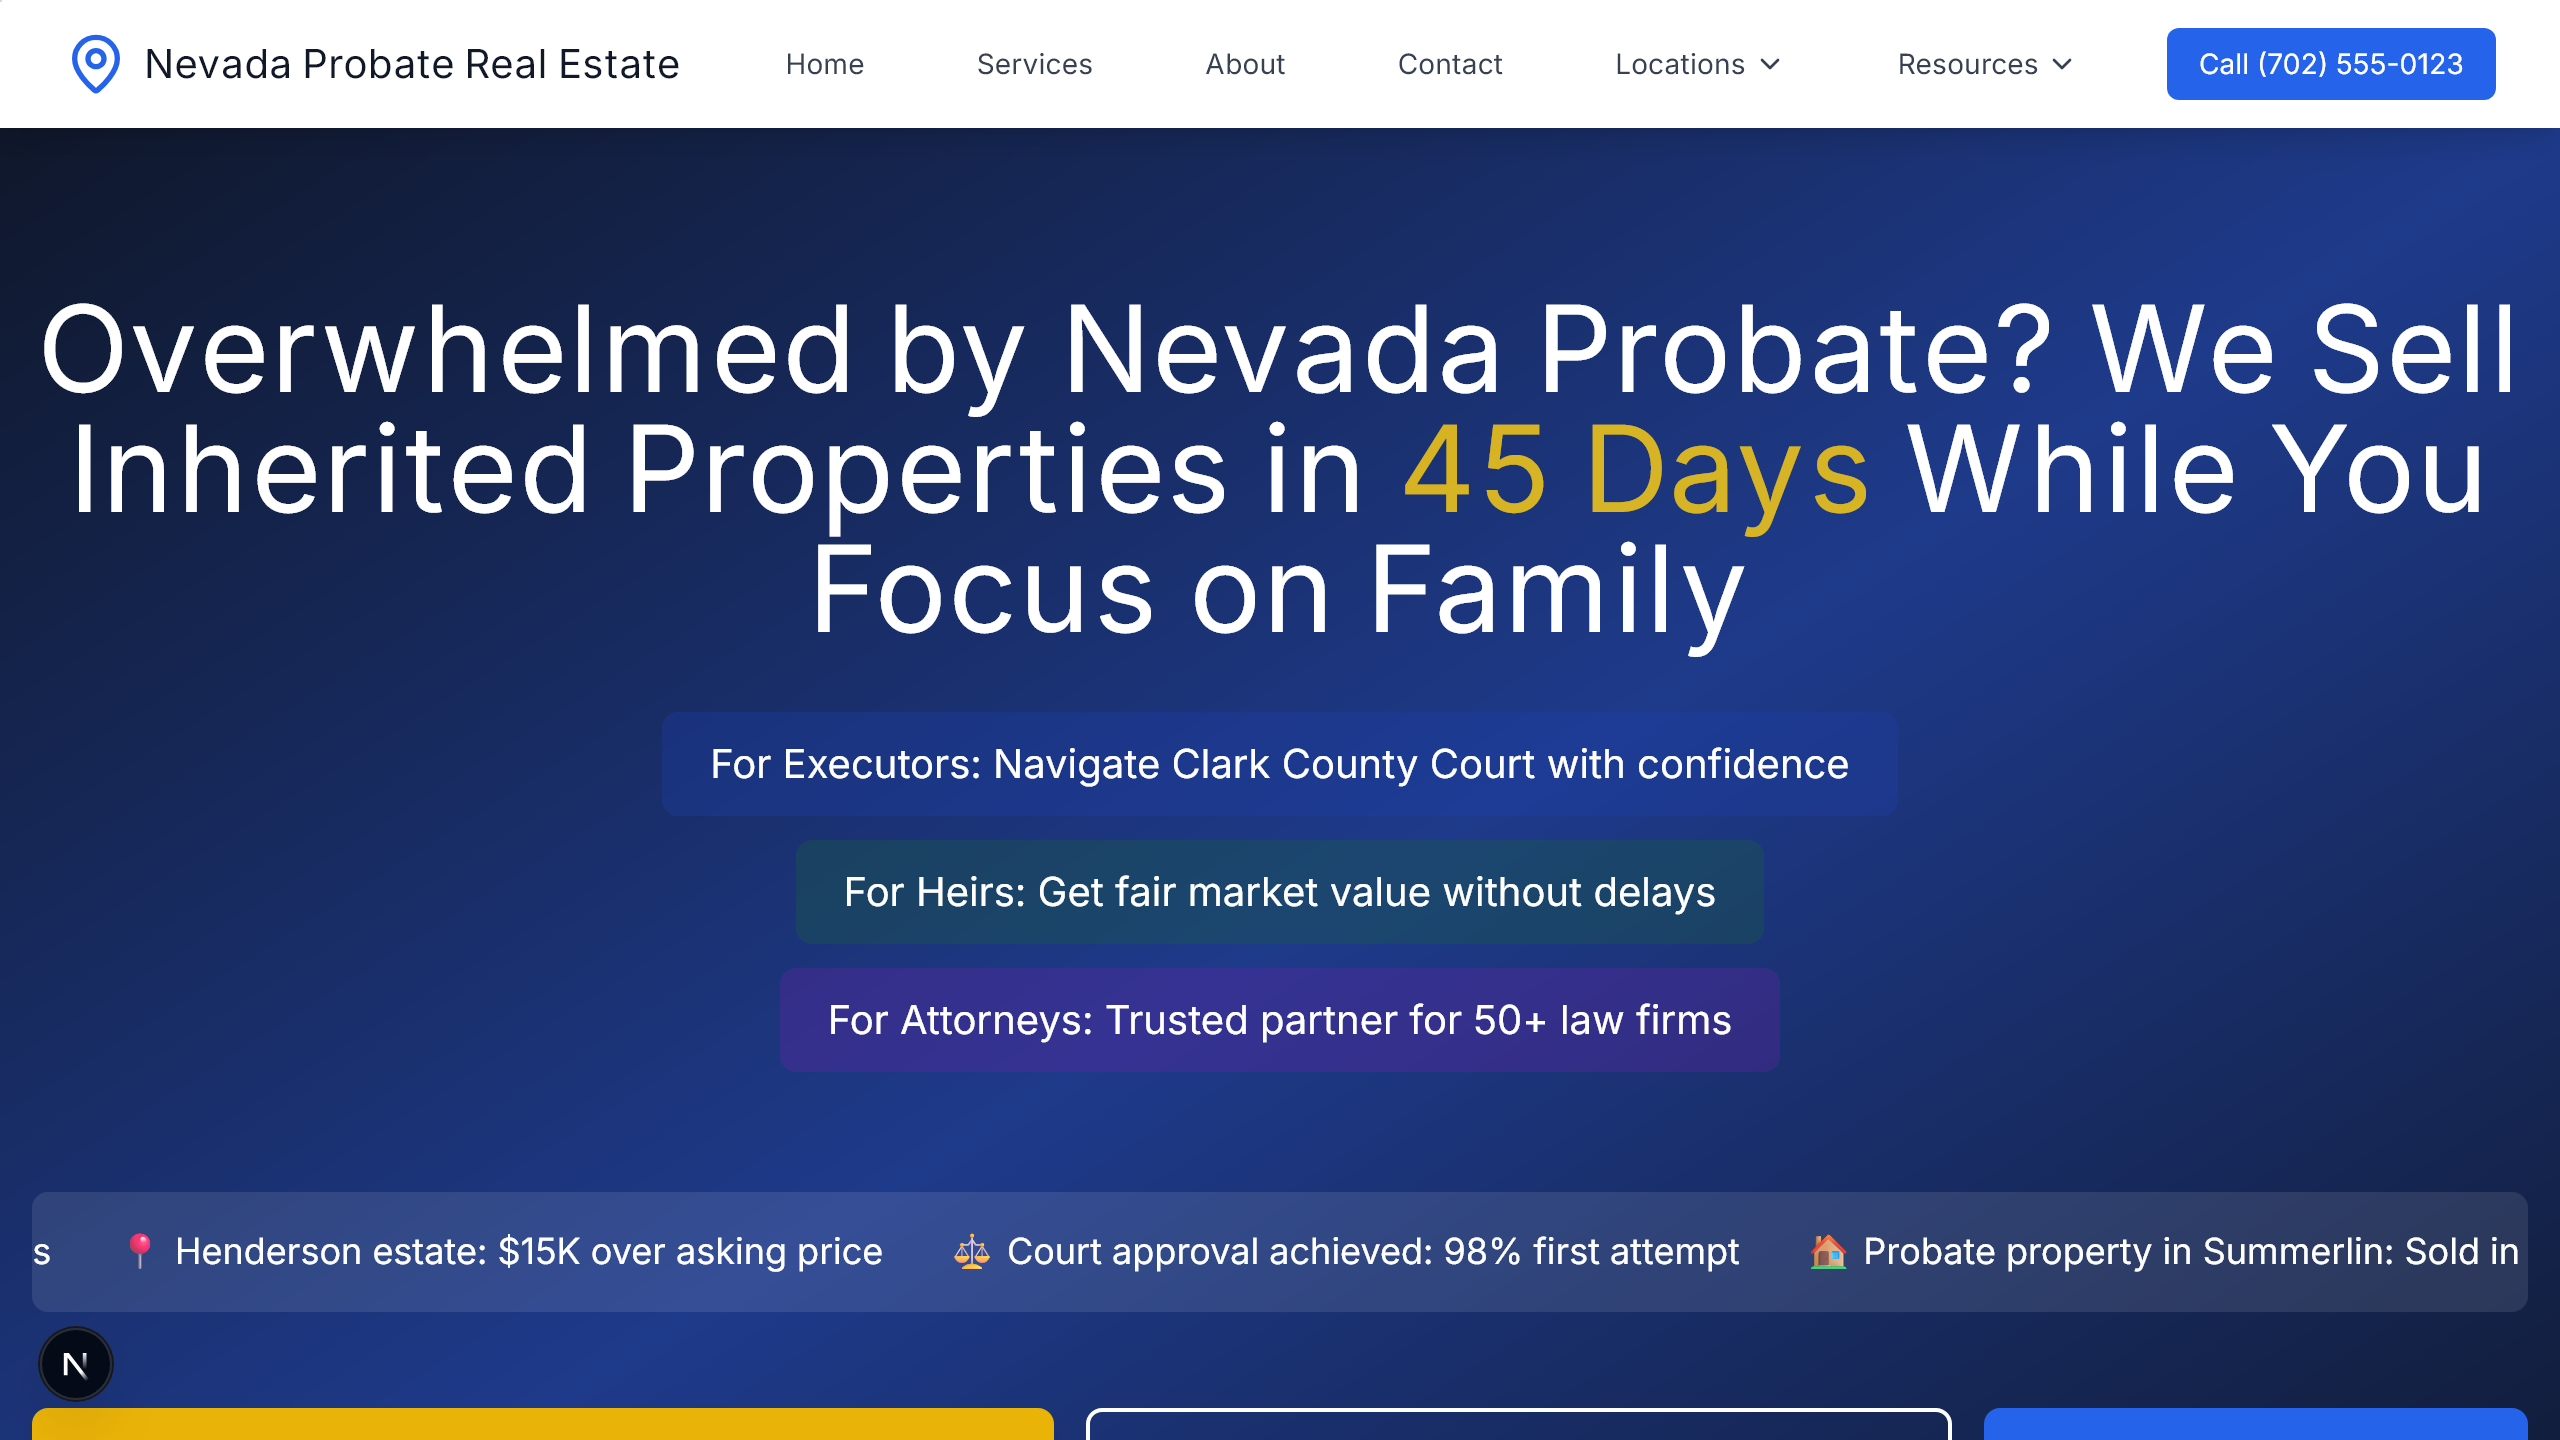 Nevada Probate Real Estate
Home
Services
About
Contact
Locations
Resources
Call (702) 555-0123
Overwhelmed by Nevada Probate? We Sell
Inherited Properties in 45 Days While You
Focus on Family
For Executors: Navigate Clark County Court with confidence
For Heirs: Get fair market value without delays
For Attorneys: Trusted partner for 50+ law firms
s 📍 Henderson estate: $15K over asking price ⚖️ Court approval achieved: 98% first attempt 🏠 Probate property in Summerlin: Sold in
N